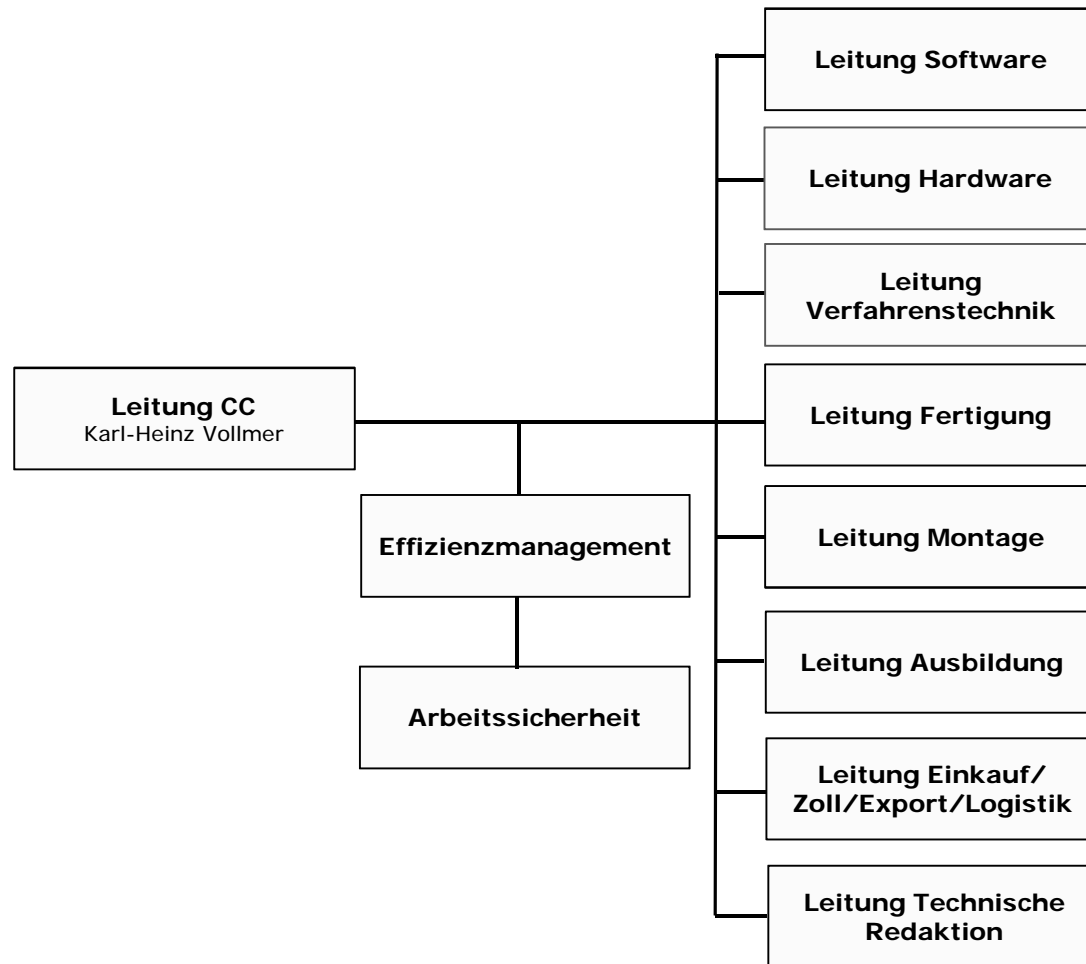 Leitung Software
Leitung Hardware
Leitung
Verfahrenstechnik
Leitung CC
Karl-Heinz Vollmer
Leitung Fertigung
Effizienzmanagement
Leitung Montage
Leitung Ausbildung
Arbeitssicherheit
Leitung Einkauf/
Zoll/Export/Logistik
Leitung Technische
Redaktion